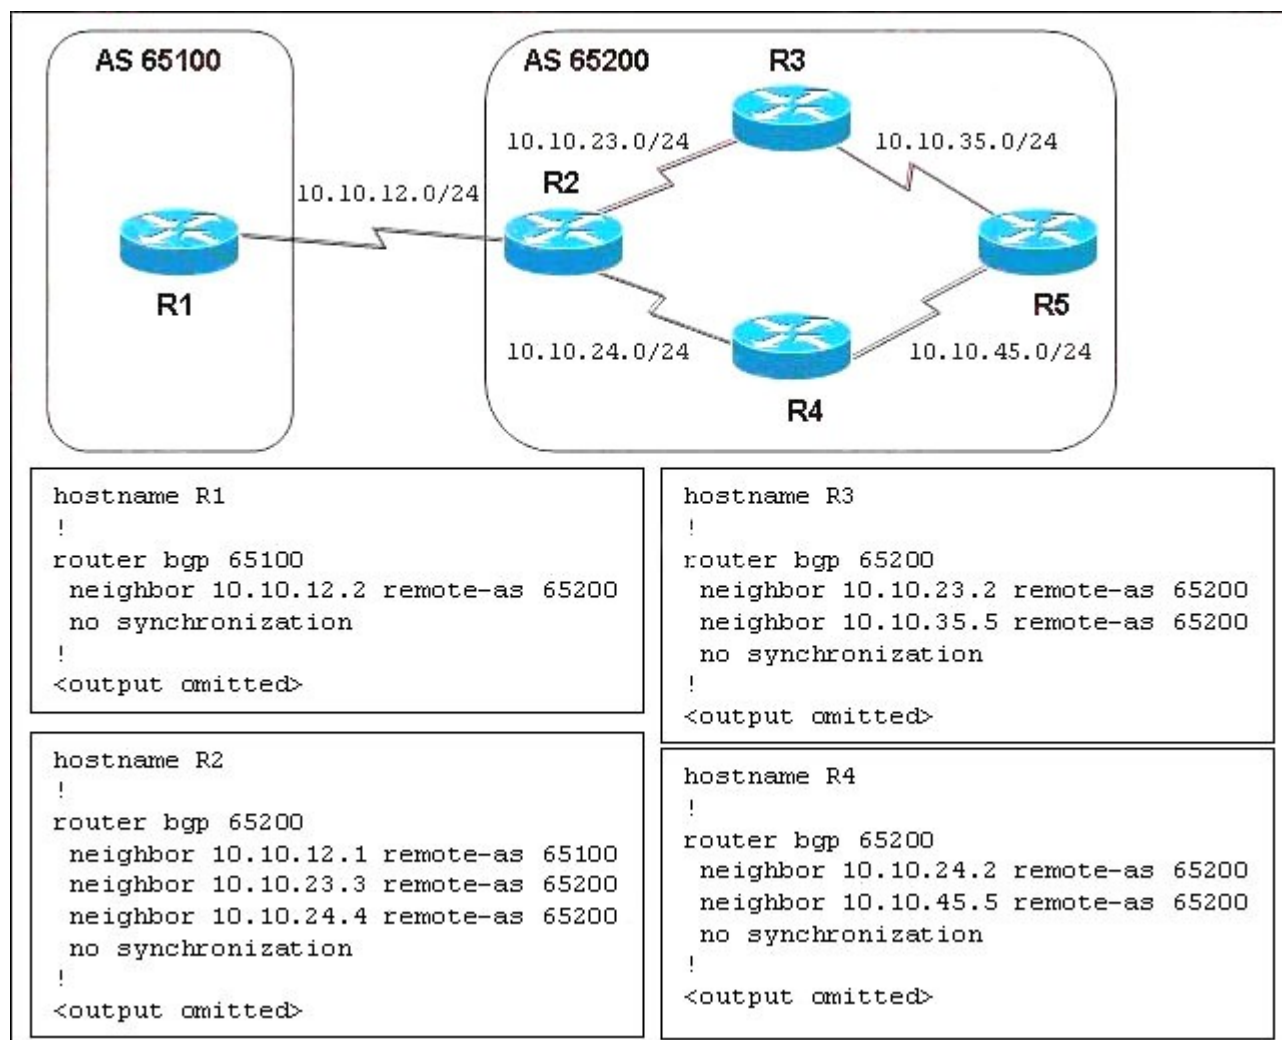 AS 65100
AS 65200
R3
10.10.23.0/24
10.10.35.0/24
R2
10.10.12.0/24
R1
R5
10.10.24.0/24
10.10.45.0/24
R4
hostname R1
!
router bgp 65100
neighbor 10.10.12.2 remote-as 65200
no synchronization
!
<output omitted>
hostname R2
!
router bgp 65200
neighbor 10.10.12.1 remote-as 65100
neighbor 10.10.23.3 remote-as 65200
neighbor 10.10.24.4 remote-as 65200
no synchronization
!
<output omitted>
hostname R3
!
router bgp 65200
neighbor 10.10.23.2 remote-as 65200
neighbor 10.10.35.5 remote-as 65200
no synchronization
!
<output omitted>
hostname R4
!
router bgp 65200
neighbor 10.10.24.2 remote-as 65200
neighbor 10.10.45.5 remote-as 65200
no synchronization
!
<output omitted>